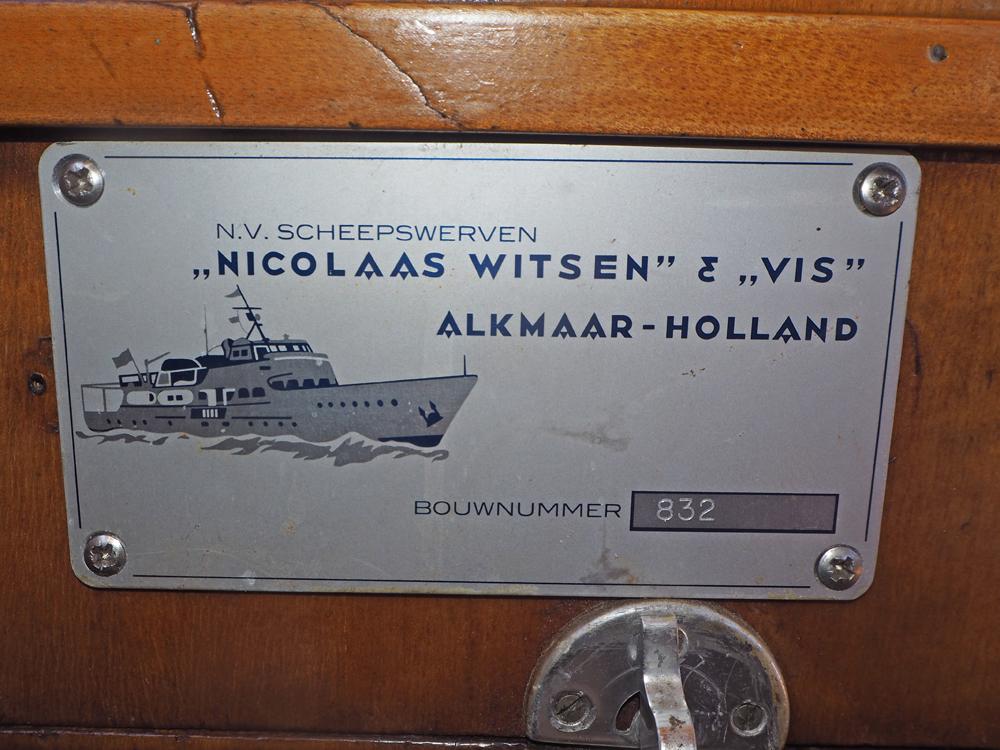 N.V. SCHEEPSWERVEN
„NICOLAAS WITSEN” & „VIS”
ALKMAAR-HOLLAND
BOUWNUMMER 832